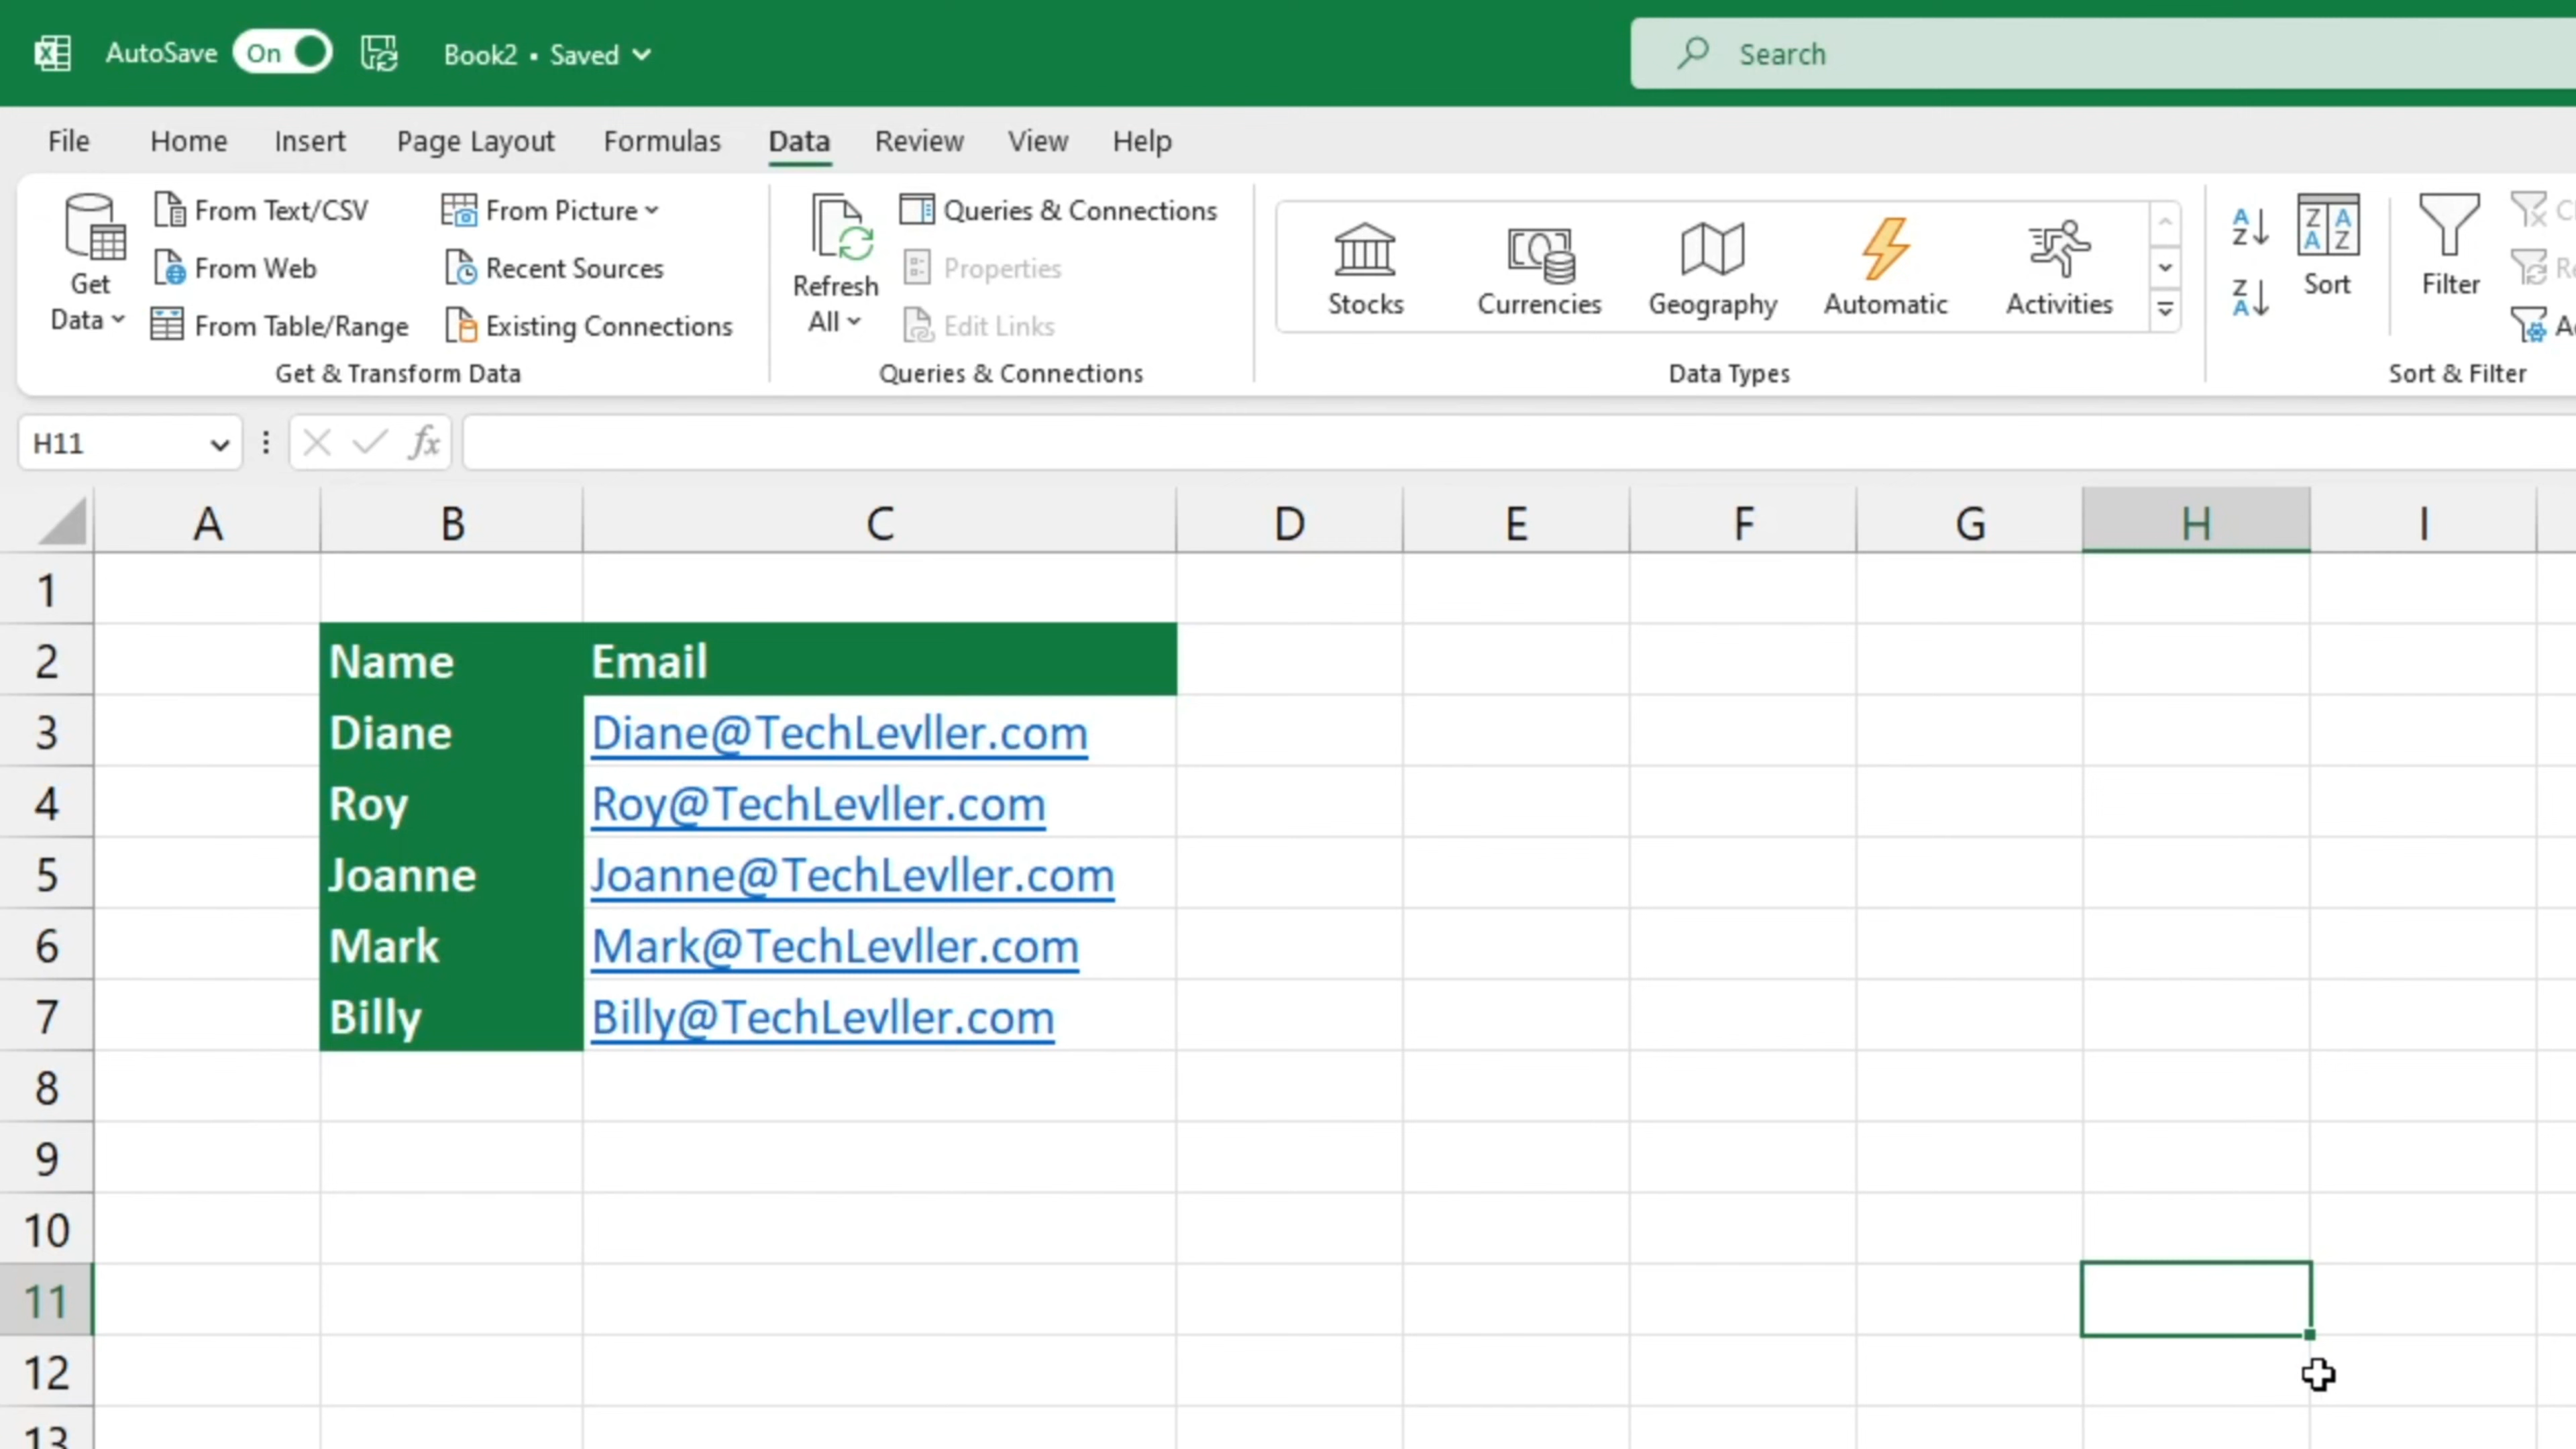 AutoSave On Book2 • Saved Search
File Home Insert Page Layout Formulas Data Review View Help
Get Data
From Text/CSV
From Web
From Table/Range
From Picture
Recent Sources
Existing Connections
Get & Transform Data
Refresh All
Queries & Connections
Properties
Edit Links
Queries & Connections
Stocks Currencies Geography Automatic Activities
Data Types
Sort
Filter
Sort & Filter
H11 fx
A B C D E F G H I
1
2 Name Email
3 Diane Diane@TechLevller.com
4 Roy Roy@TechLevller.com
5 Joanne Joanne@TechLevller.com
6 Mark Mark@TechLevller.com
7 Billy Billy@TechLevller.com
8
9
10
11
12
13